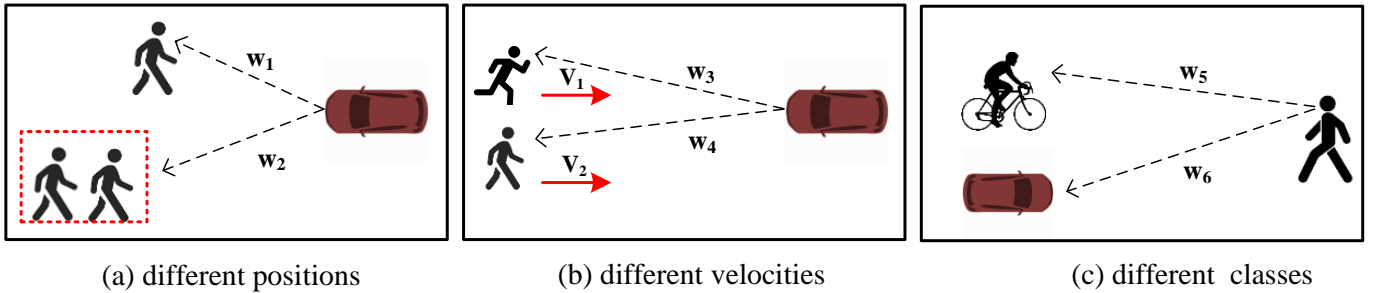 w1
w2
(a) different positions
V1
V2
w3
w4
(b) different velocities
w5
w6
(c) different classes